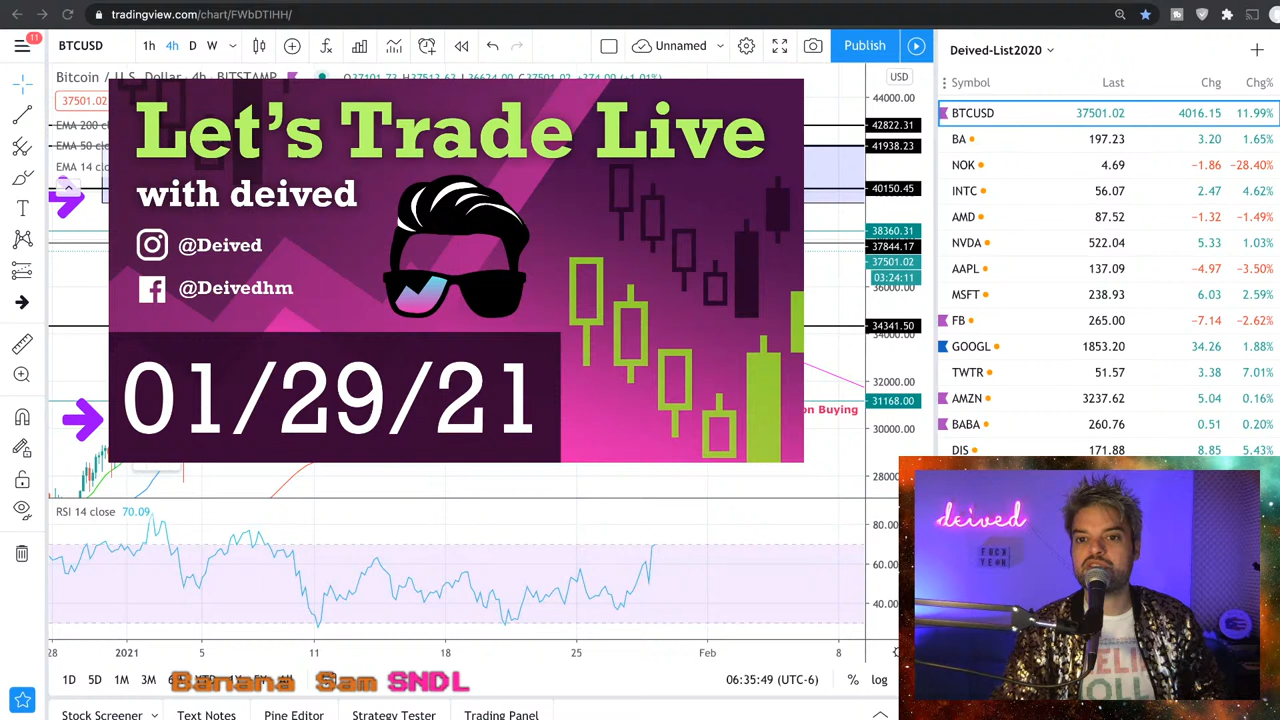 tradingview.com/chart/FWbDTIHH/
11
BTCUSD
1h 4h D W
Unnamed
Publish
Deived-List2020
Bitcoin / U.S. Dollar · 4h · BITSTAMP
USD
Symbol Last Chg Chg%
37501.02
EMA 200
EMA 50
EMA 14
BTCUSD 37501.02 4016.15 11.99%
BA 197.23 3.20 1.65%
NOK 4.69 −1.86 −28.40%
INTC 56.07 2.47 4.62%
AMD 87.52 −1.32 −1.49%
NVDA 522.04 5.33 1.03%
AAPL 137.09 −4.97 −3.50%
MSFT 238.93 6.03 2.59%
FB 265.00 −7.14 −2.62%
GOOGL 1853.20 34.26 1.88%
TWTR 51.57 3.38 7.01%
AMZN 3237.62 5.04 0.16%
BABA 260.76 0.51 0.20%
DIS 171.88 8.85 5.43%
44000.00
42822.31
41938.23
40150.45
38360.31
37844.17
37501.02
03:24:11
36000.00
34341.50
34000.00
32000.00
31168.00
30000.00
28000
Let's Trade Live
with deived
@Deived
@Deivedhm
01/29/21
on Buying
RSI 14 close 70.09
80.00
60.00
40.00
28 2021 5 11 18 25 Feb 8
deived
FUCK
YEAH
1D 5D 1M 3M
Banana Sam SNDL
06:35:49 (UTC-6) % log
Stock Screener Text Notes Pine Editor Strategy Tester Trading Panel